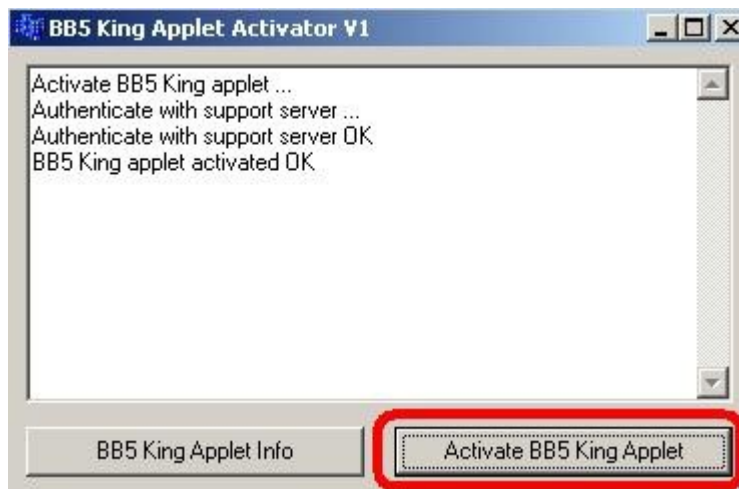 BB5 King Applet Activator V1
Activate BB5 King applet ...
Authenticate with support server ...
Authenticate with support server OK
BB5 King applet activated OK
BB5 King Applet Info
Activate BB5 King Applet